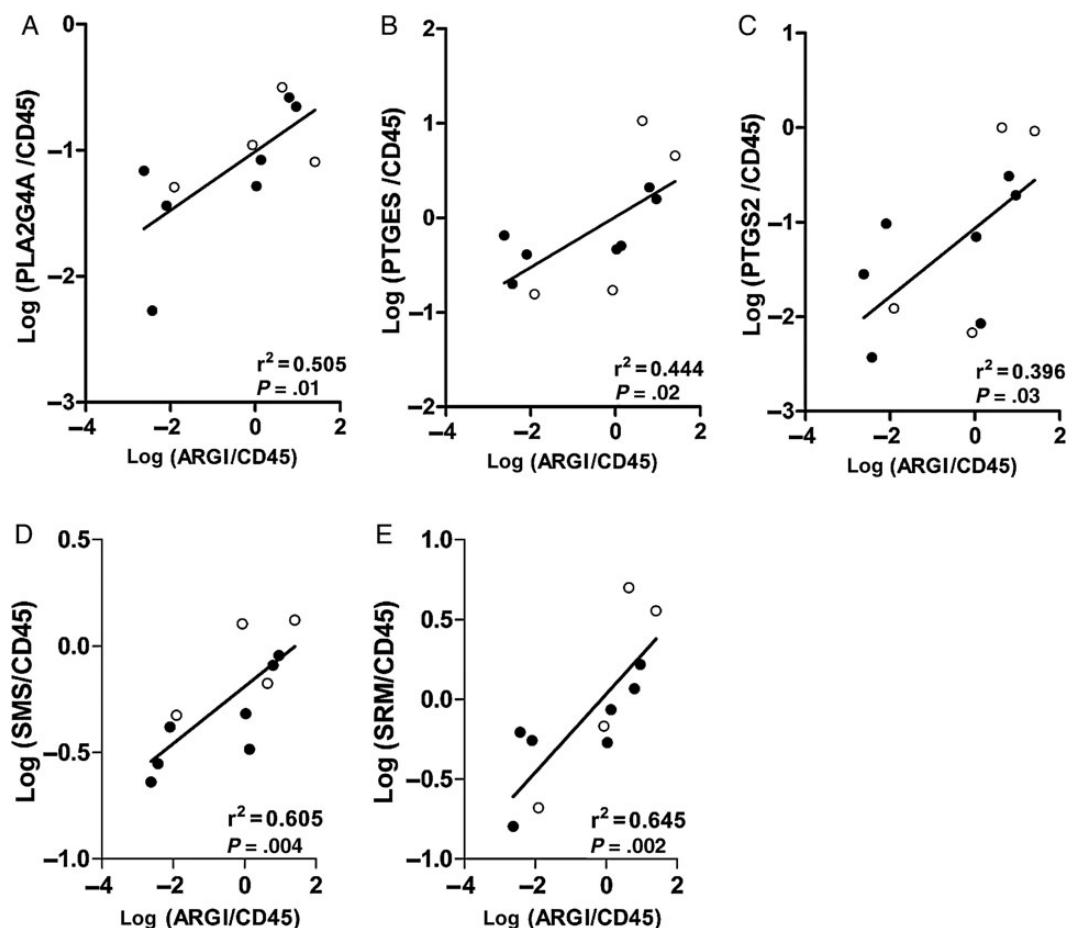 A
0
−1
−2
−3
Log (PLA2G4A /CD45)
r² = 0.505
P = .01
−4
−2
0
2
Log (ARGI/CD45)
B
2
1
0
−1
−2
Log (PTGES /CD45)
r² = 0.444
P = .02
−4
−2
0
2
Log (ARGI/CD45)
C
1
0
−1
−2
−3
Log (PTGS2 /CD45)
r² = 0.396
P = .03
−4
−2
0
2
Log (ARGI/CD45)
D
0.5
0.0
−0.5
−1.0
Log (SMS/CD45)
r² = 0.605
P = .004
−4
−2
0
2
Log (ARGI/CD45)
E
1.0
0.5
0.0
−0.5
−1.0
Log (SRM/CD45)
r² = 0.645
P = .002
−4
−2
0
2
Log (ARGI/CD45)